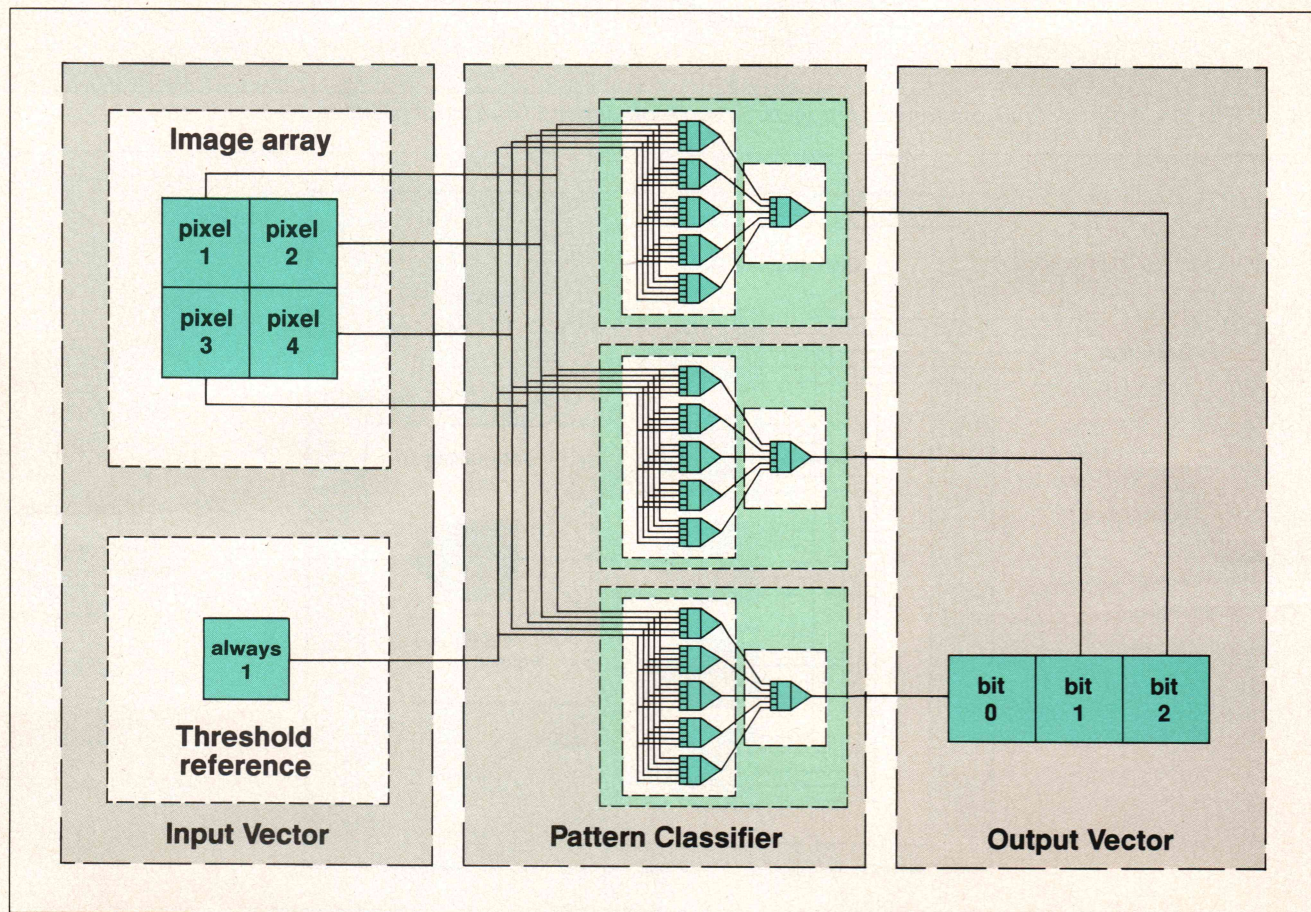 Image array
pixel
1
pixel
2
pixel
3
pixel
4
always
1
Threshold
reference
Input Vector
Pattern Classifier
bit
0
bit
1
bit
2
Output Vector